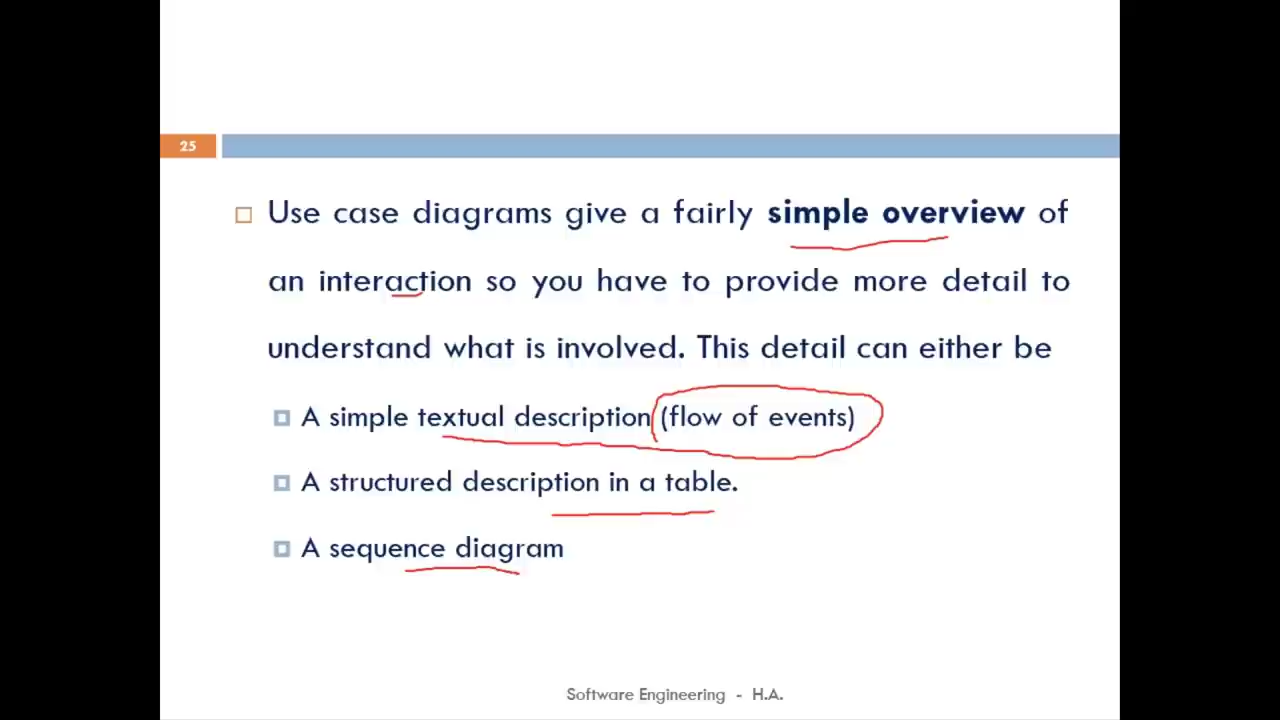 25
Use case diagrams give a fairly simple overview of
an interaction so you have to provide more detail to
understand what is involved. This detail can either be
A simple textual description (flow of events)
A structured description in a table.
A sequence diagram
Software Engineering - H.A.